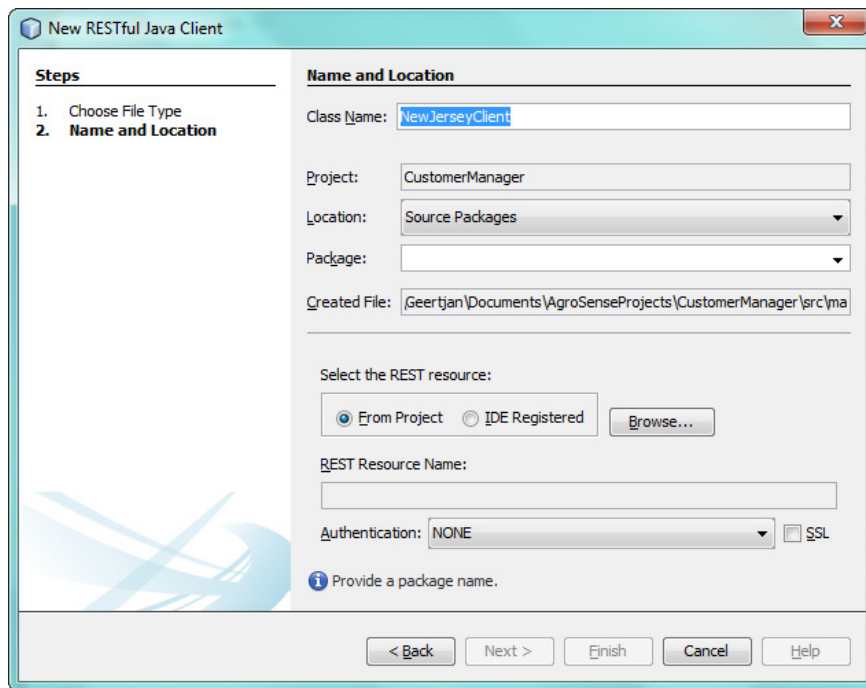 New RESTful Java Client
Steps
1. Choose File Type
2. Name and Location
Name and Location
Class Name: NewJerseyClient
Project: CustomerManager
Location: Source Packages
Package:
Created File: Geertjan\Documents\AgroSenseProjects\CustomerManager\src\ma
Select the REST resource:
From Project IDE Registered Browse...
REST Resource Name:
Authentication: NONE SSL
Provide a package name.
< Back Next > Finish Cancel Help